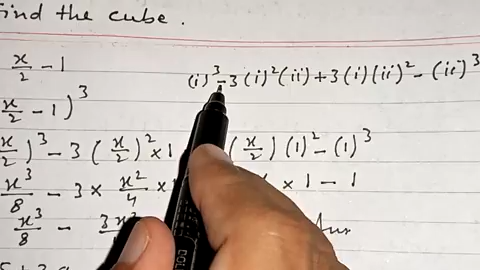 find the cube.
x/2 - 1
(i)³ - 3(i)²(ii) + 3(i)(ii)² - (ii)³
x/2 - 1)³
x/2)³ - 3(x/2)² × 1 (x/2)(1)² - (1)³
x³/8 - 3 × x²/4 × × 1 - 1
x³/8 - 3x²